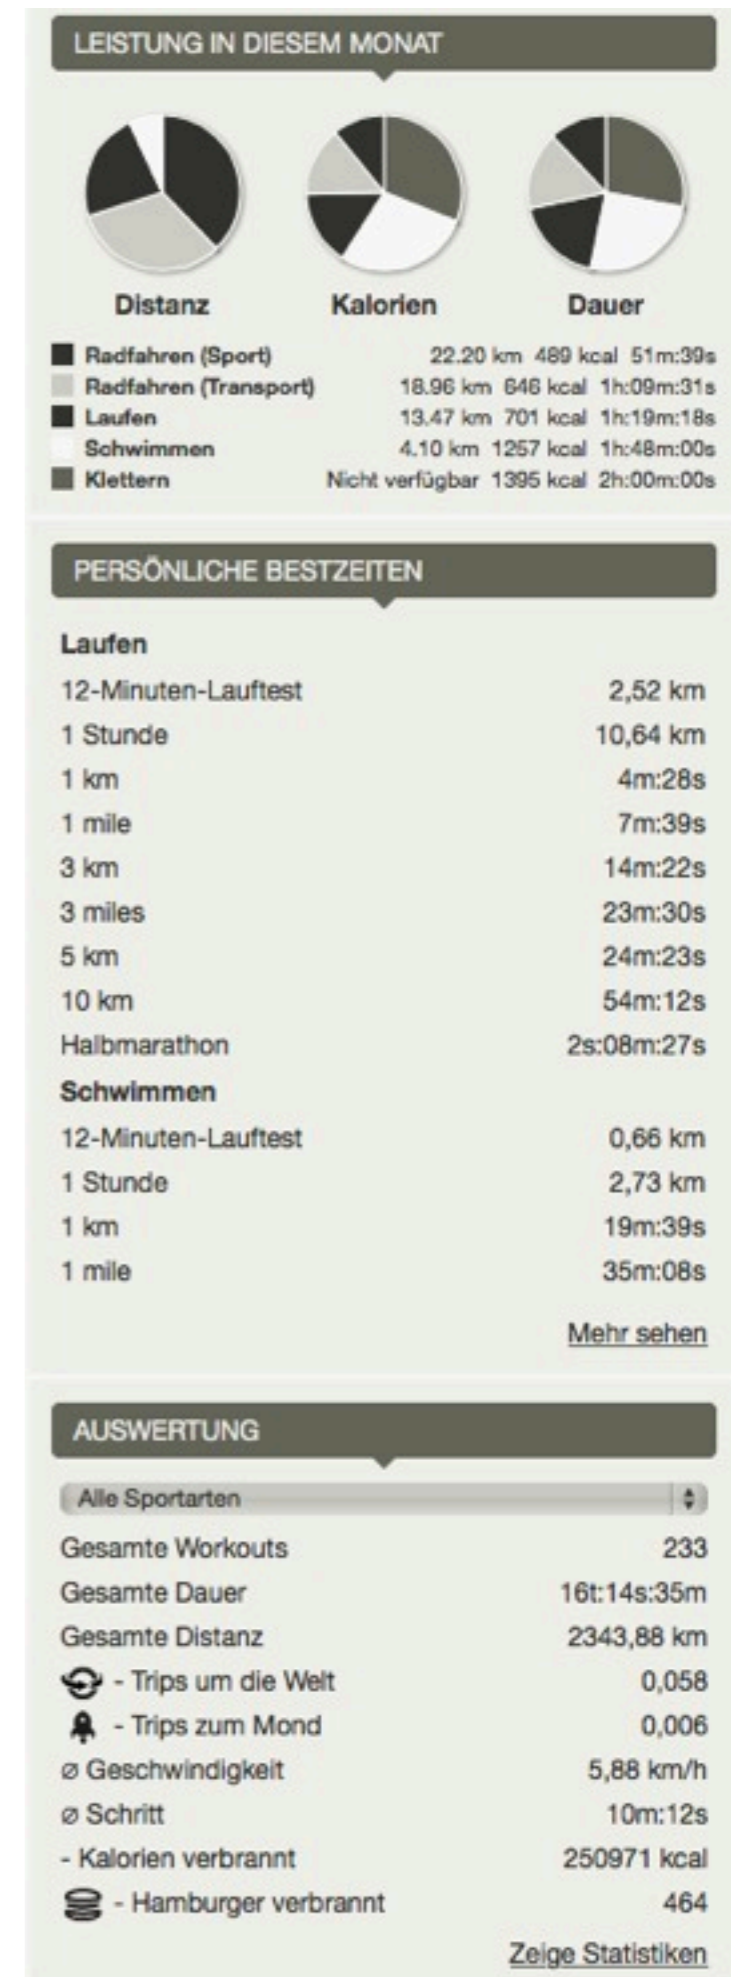 LEISTUNG IN DIESEM MONAT
Distanz Kalorien Dauer
Radfahren (Sport) 22.20 km 489 kcal 51m:39s
Radfahren (Transport) 18.96 km 646 kcal 1h:09m:31s
Laufen 13.47 km 701 kcal 1h:19m:18s
Schwimmen 4.10 km 1257 kcal 1h:48m:00s
Klettern Nicht verfügbar 1395 kcal 2h:00m:00s
PERSÖNLICHE BESTZEITEN
Laufen
12-Minuten-Lauftest 2,52 km
1 Stunde 10,64 km
1 km 4m:28s
1 mile 7m:39s
3 km 14m:22s
3 miles 23m:30s
5 km 24m:23s
10 km 54m:12s
Halbmarathon 2s:08m:27s
Schwimmen
12-Minuten-Lauftest 0,66 km
1 Stunde 2,73 km
1 km 19m:39s
1 mile 35m:08s
Mehr sehen
AUSWERTUNG
Alle Sportarten
Gesamte Workouts 233
Gesamte Dauer 16t:14s:35m
Gesamte Distanz 2343,88 km
- Trips um die Welt 0,058
- Trips zum Mond 0,006
⌀ Geschwindigkeit 5,88 km/h
⌀ Schritt 10m:12s
- Kalorien verbrannt 250971 kcal
- Hamburger verbrannt 464
Zeige Statistiken